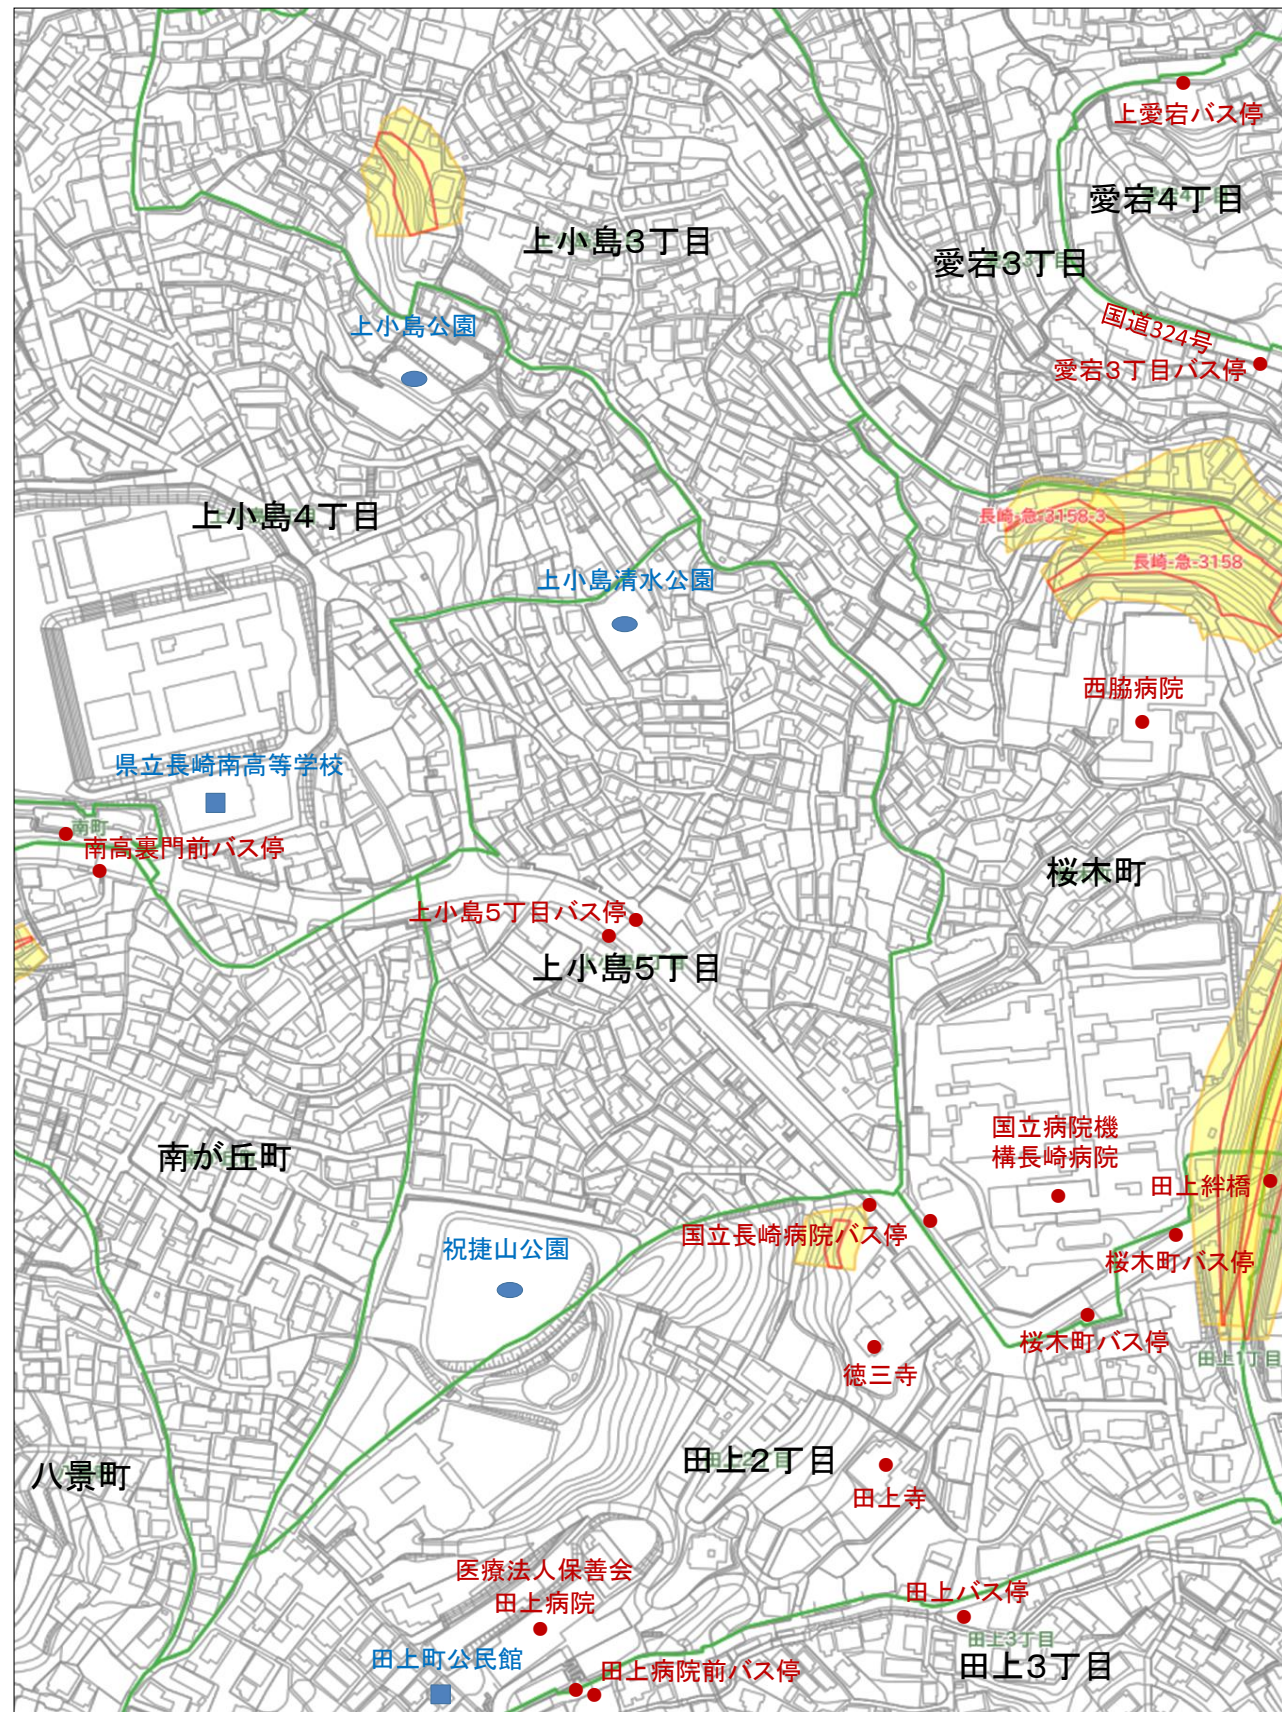 上愛宕バス停
愛宕4丁目
上小島3丁目
愛宕3丁目
国道324号
上小島公園
愛宕3丁目バス停
上小島4丁目
長崎-急-3158-3
長崎-急-3158
上小島清水公園
西脇病院
県立長崎南高等学校
南町
南高裏門前バス停
桜木町
上小島5丁目バス停
上小島5丁目
国立病院機
構長崎病院
南が丘町
田上絆橋
国立長崎病院バス停
祝捷山公園
桜木町バス停
桜木町バス停
田上1丁目
徳三寺
田上2丁目
八景町
田上寺
医療法人保善会
田上病院
田上バス停
田上3丁目
田上町公民館
田上病院前バス停
田上3丁目